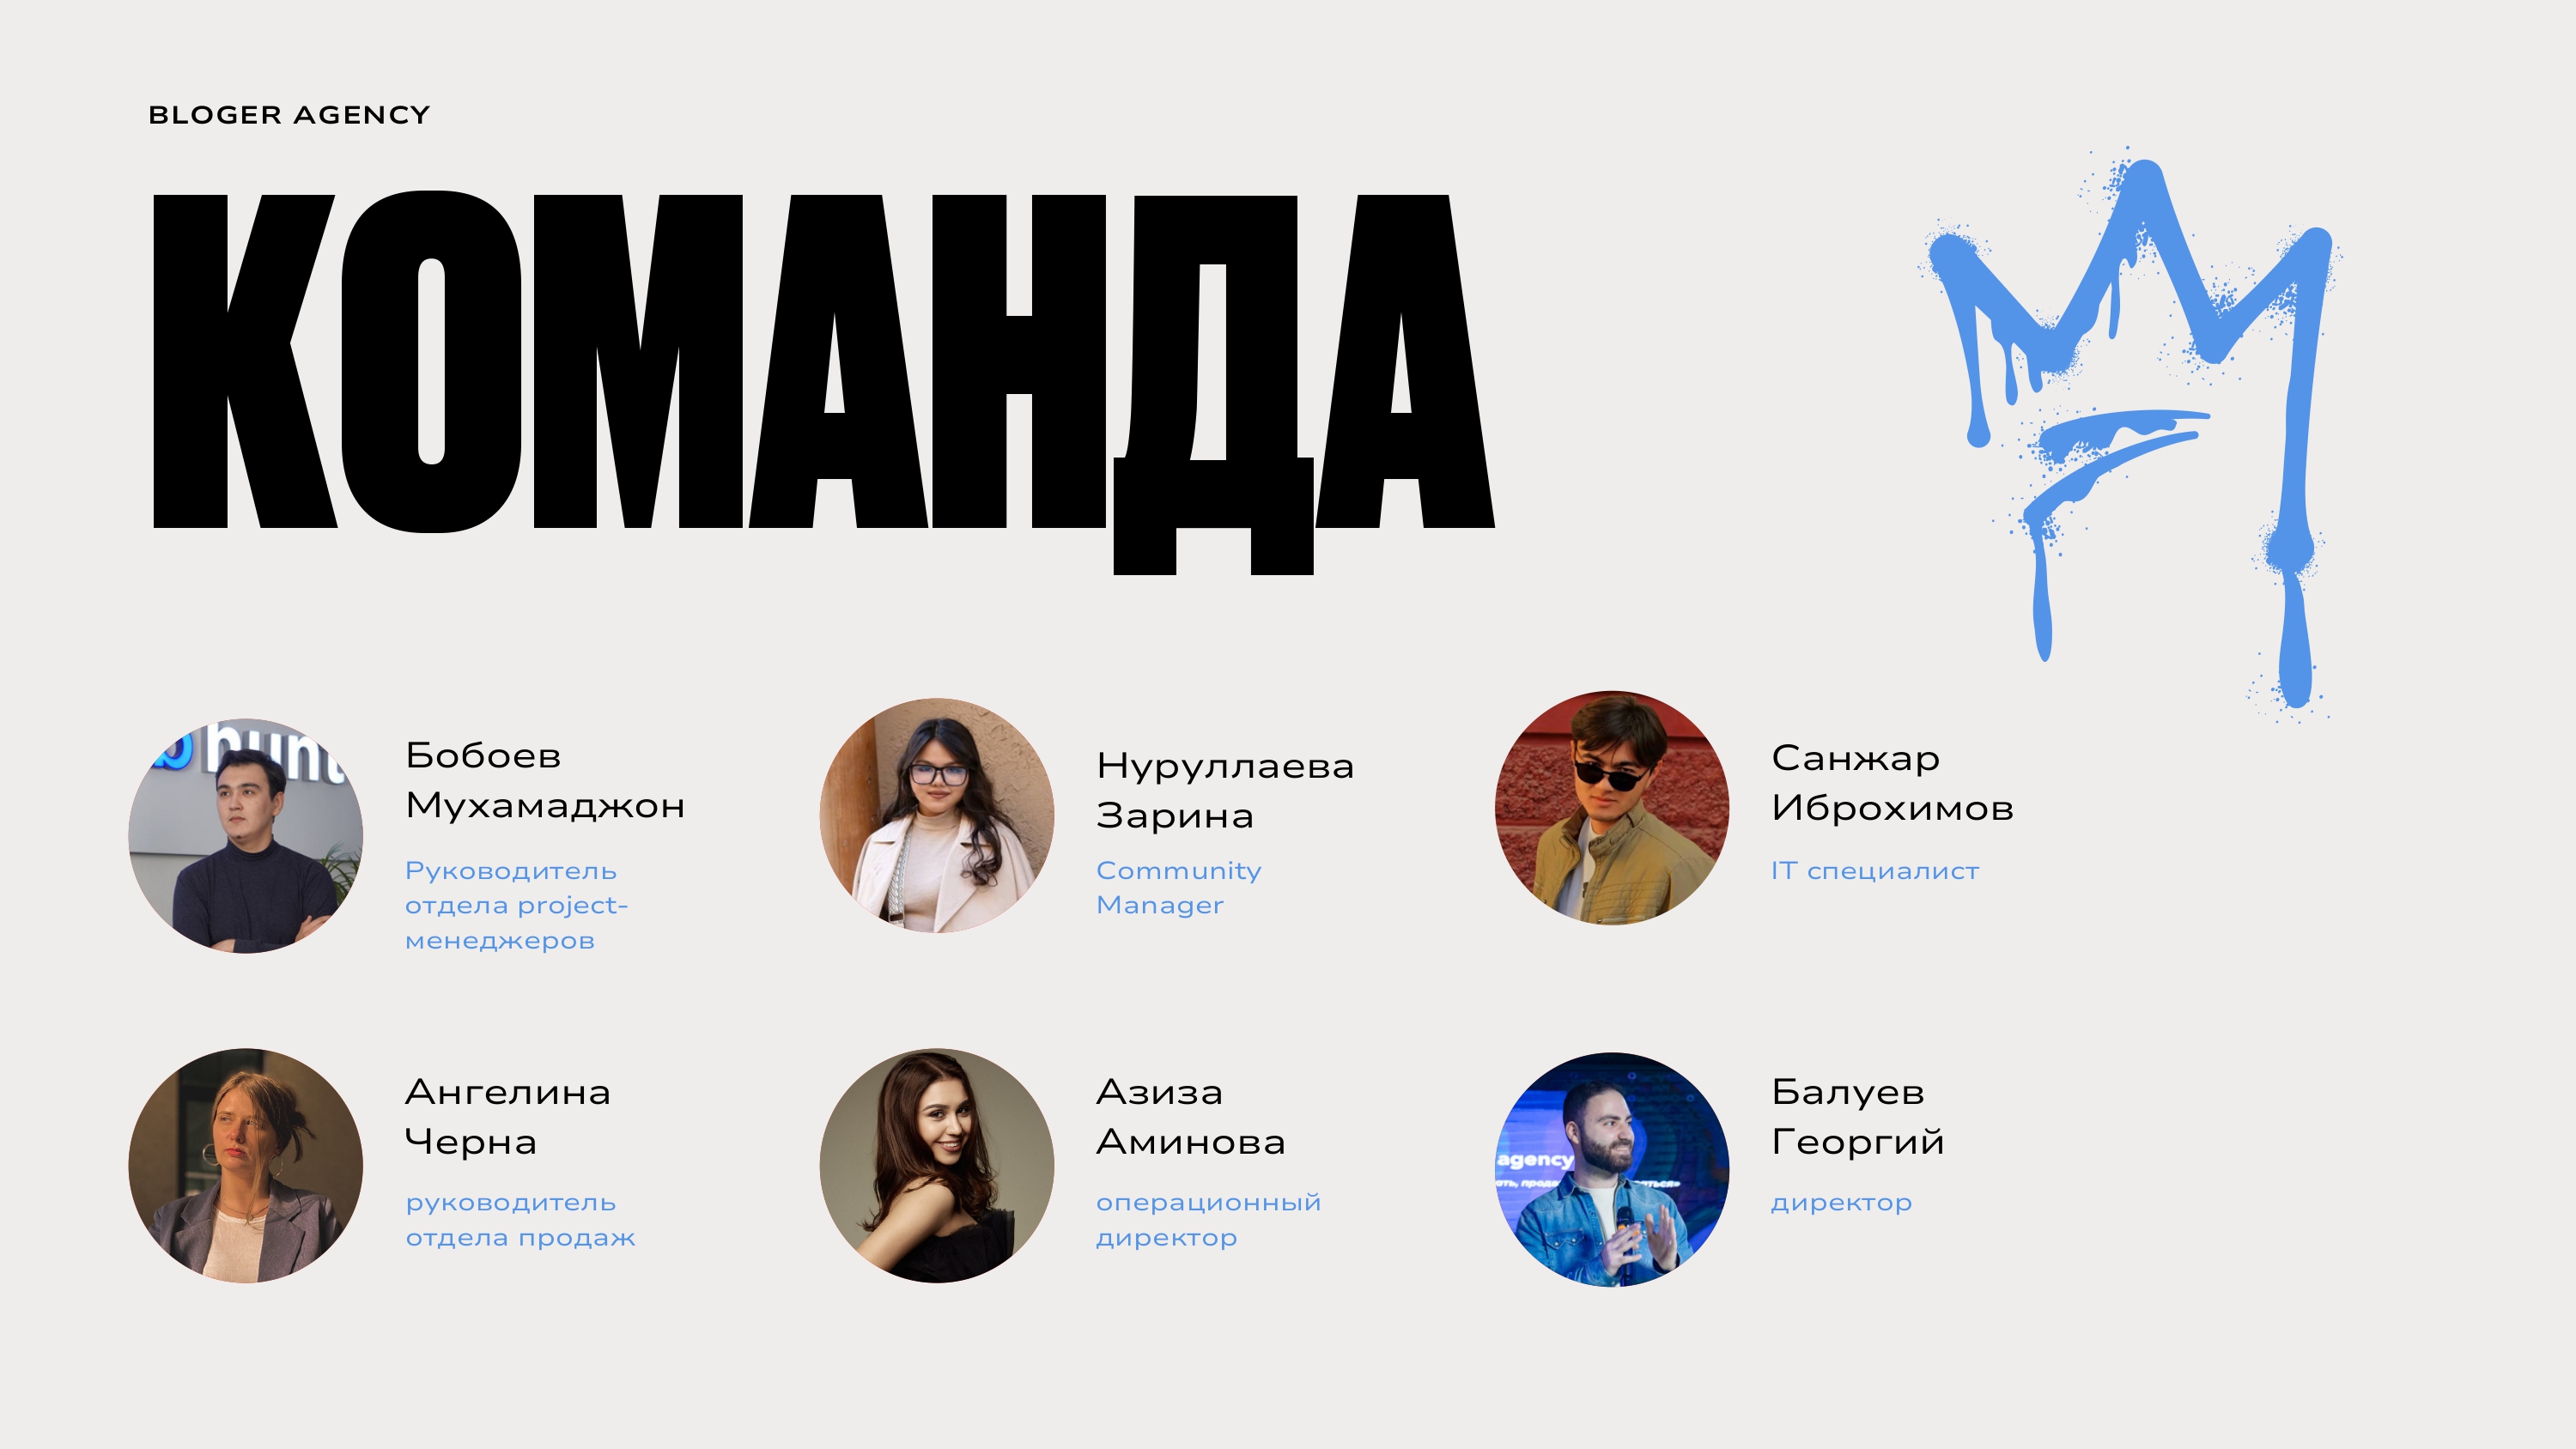 BLOGER AGENCY
КОМАНДА
Бобоев
Мухамаджон
Руководитель
отдела project-
менеджеров
Нуруллаева
Зарина
Community
Manager
Санжар
Иброхимов
IT специалист
Ангелина
Черна
руководитель
отдела продаж
Азиза
Аминова
операционный
директор
agency
Балуев
Георгий
директор